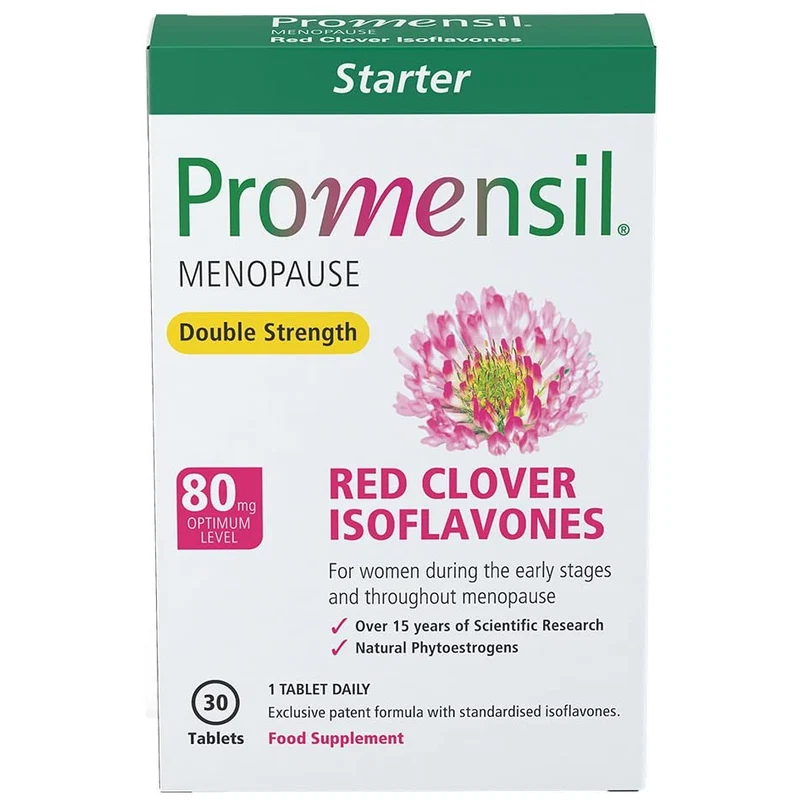 Promensil®
MENOPAUSE
Red Clover Isoflavones
Starter
Promensil®
MENOPAUSE
Double Strength
80mg
OPTIMUM
LEVEL
RED CLOVER
ISOFLAVONES
For women during the early stages
and throughout menopause
✓ Over 15 years of Scientific Research
✓ Natural Phytoestrogens
30
Tablets
1 TABLET DAILY
Exclusive patent formula with standardised isoflavones.
Food Supplement